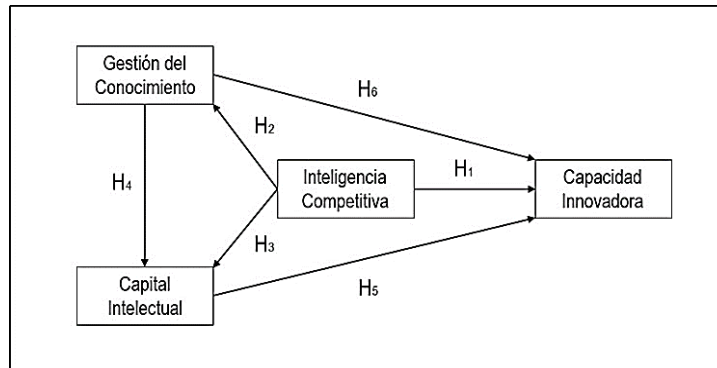 Gestión del
Conocimiento
H6
H2
H4
Inteligencia
Competitiva
H1
Capacidad
Innovadora
H3
Capital
Intelectual
H5